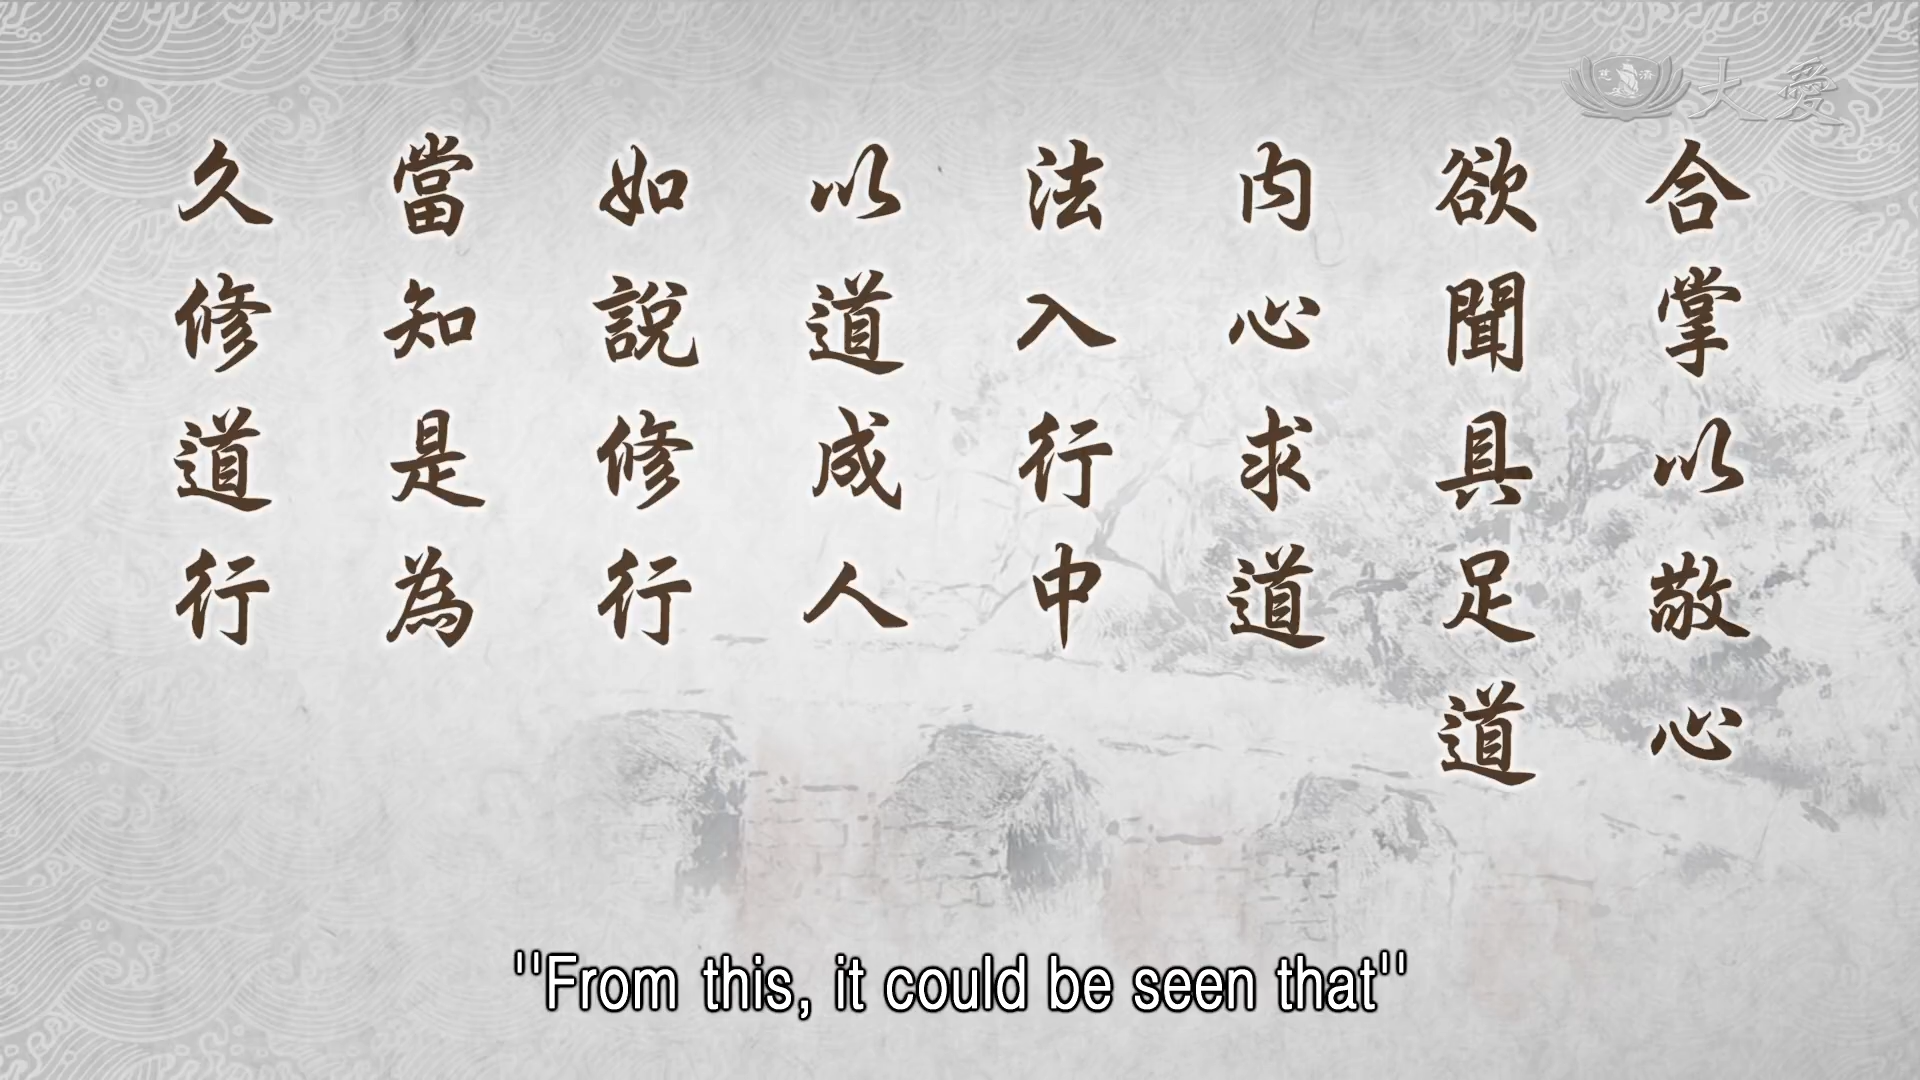 大愛
慈濟
合掌以敬心
欲聞具足道
內心求道
法入行中
以道成人
如說修行
當知是為
久修道行
"From this, it could be seen that"